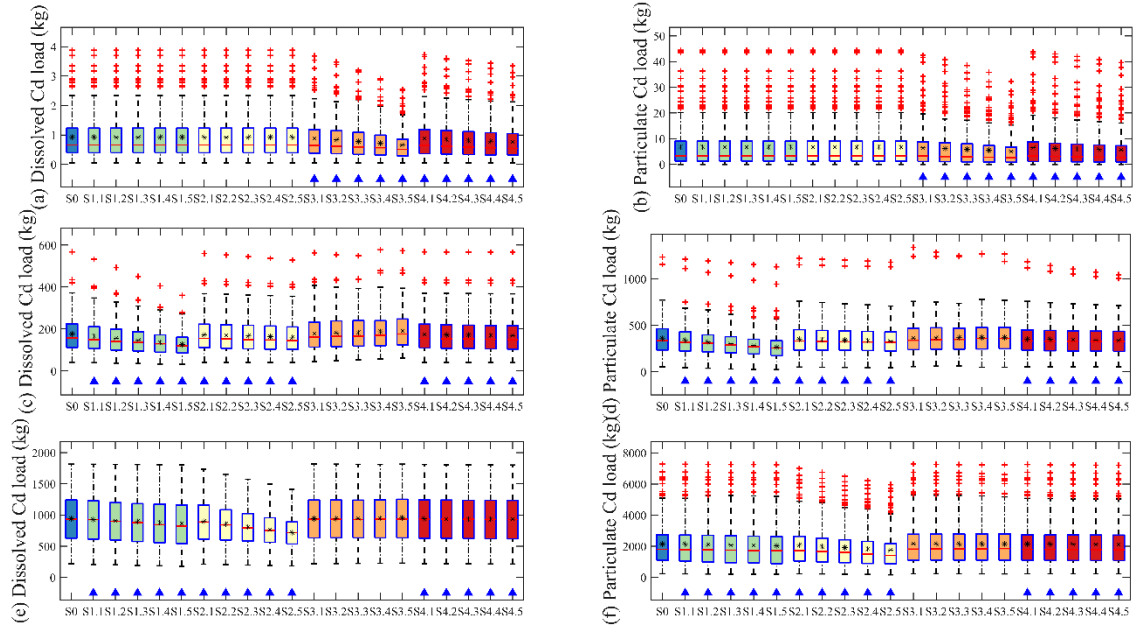 (a) Dissolved Cd load (kg)
4
3
2
1
0
S0 S1.1 S1.2 S1.3 S1.4 S1.5 S2.1 S2.2 S2.3 S2.4 S2.5 S3.1 S3.2 S3.3 S3.4 S3.5 S4.1 S4.2 S4.3 S4.4 S4.5
(b) Particulate Cd load (kg)
50
40
30
20
10
0
S0 S1.1 S1.2 S1.3 S1.4 S1.5 S2.1 S2.2 S2.3 S2.4 S2.5 S3.1 S3.2 S3.3 S3.4 S3.5 S4.1 S4.2 S4.3 S4.4 S4.5
(c) Dissolved Cd load (kg)
600
400
200
0
S0 S1.1 S1.2 S1.3 S1.4 S1.5 S2.1 S2.2 S2.3 S2.4 S2.5 S3.1 S3.2 S3.3 S3.4 S3.5 S4.1 S4.2 S4.3 S4.4 S4.5
(d) Particulate Cd load (kg)
1000
500
0
S0 S1.1 S1.2 S1.3 S1.4 S1.5 S2.1 S2.2 S2.3 S2.4 S2.5 S3.1 S3.2 S3.3 S3.4 S3.5 S4.1 S4.2 S4.3 S4.4 S4.5
(e) Dissolved Cd load (kg)
2000
1500
1000
500
0
S0 S1.1 S1.2 S1.3 S1.4 S1.5 S2.1 S2.2 S2.3 S2.4 S2.5 S3.1 S3.2 S3.3 S3.4 S3.5 S4.1 S4.2 S4.3 S4.4 S4.5
(f) Particulate Cd load (kg)
8000
6000
4000
2000
0
S0 S1.1 S1.2 S1.3 S1.4 S1.5 S2.1 S2.2 S2.3 S2.4 S2.5 S3.1 S3.2 S3.3 S3.4 S3.5 S4.1 S4.2 S4.3 S4.4 S4.5